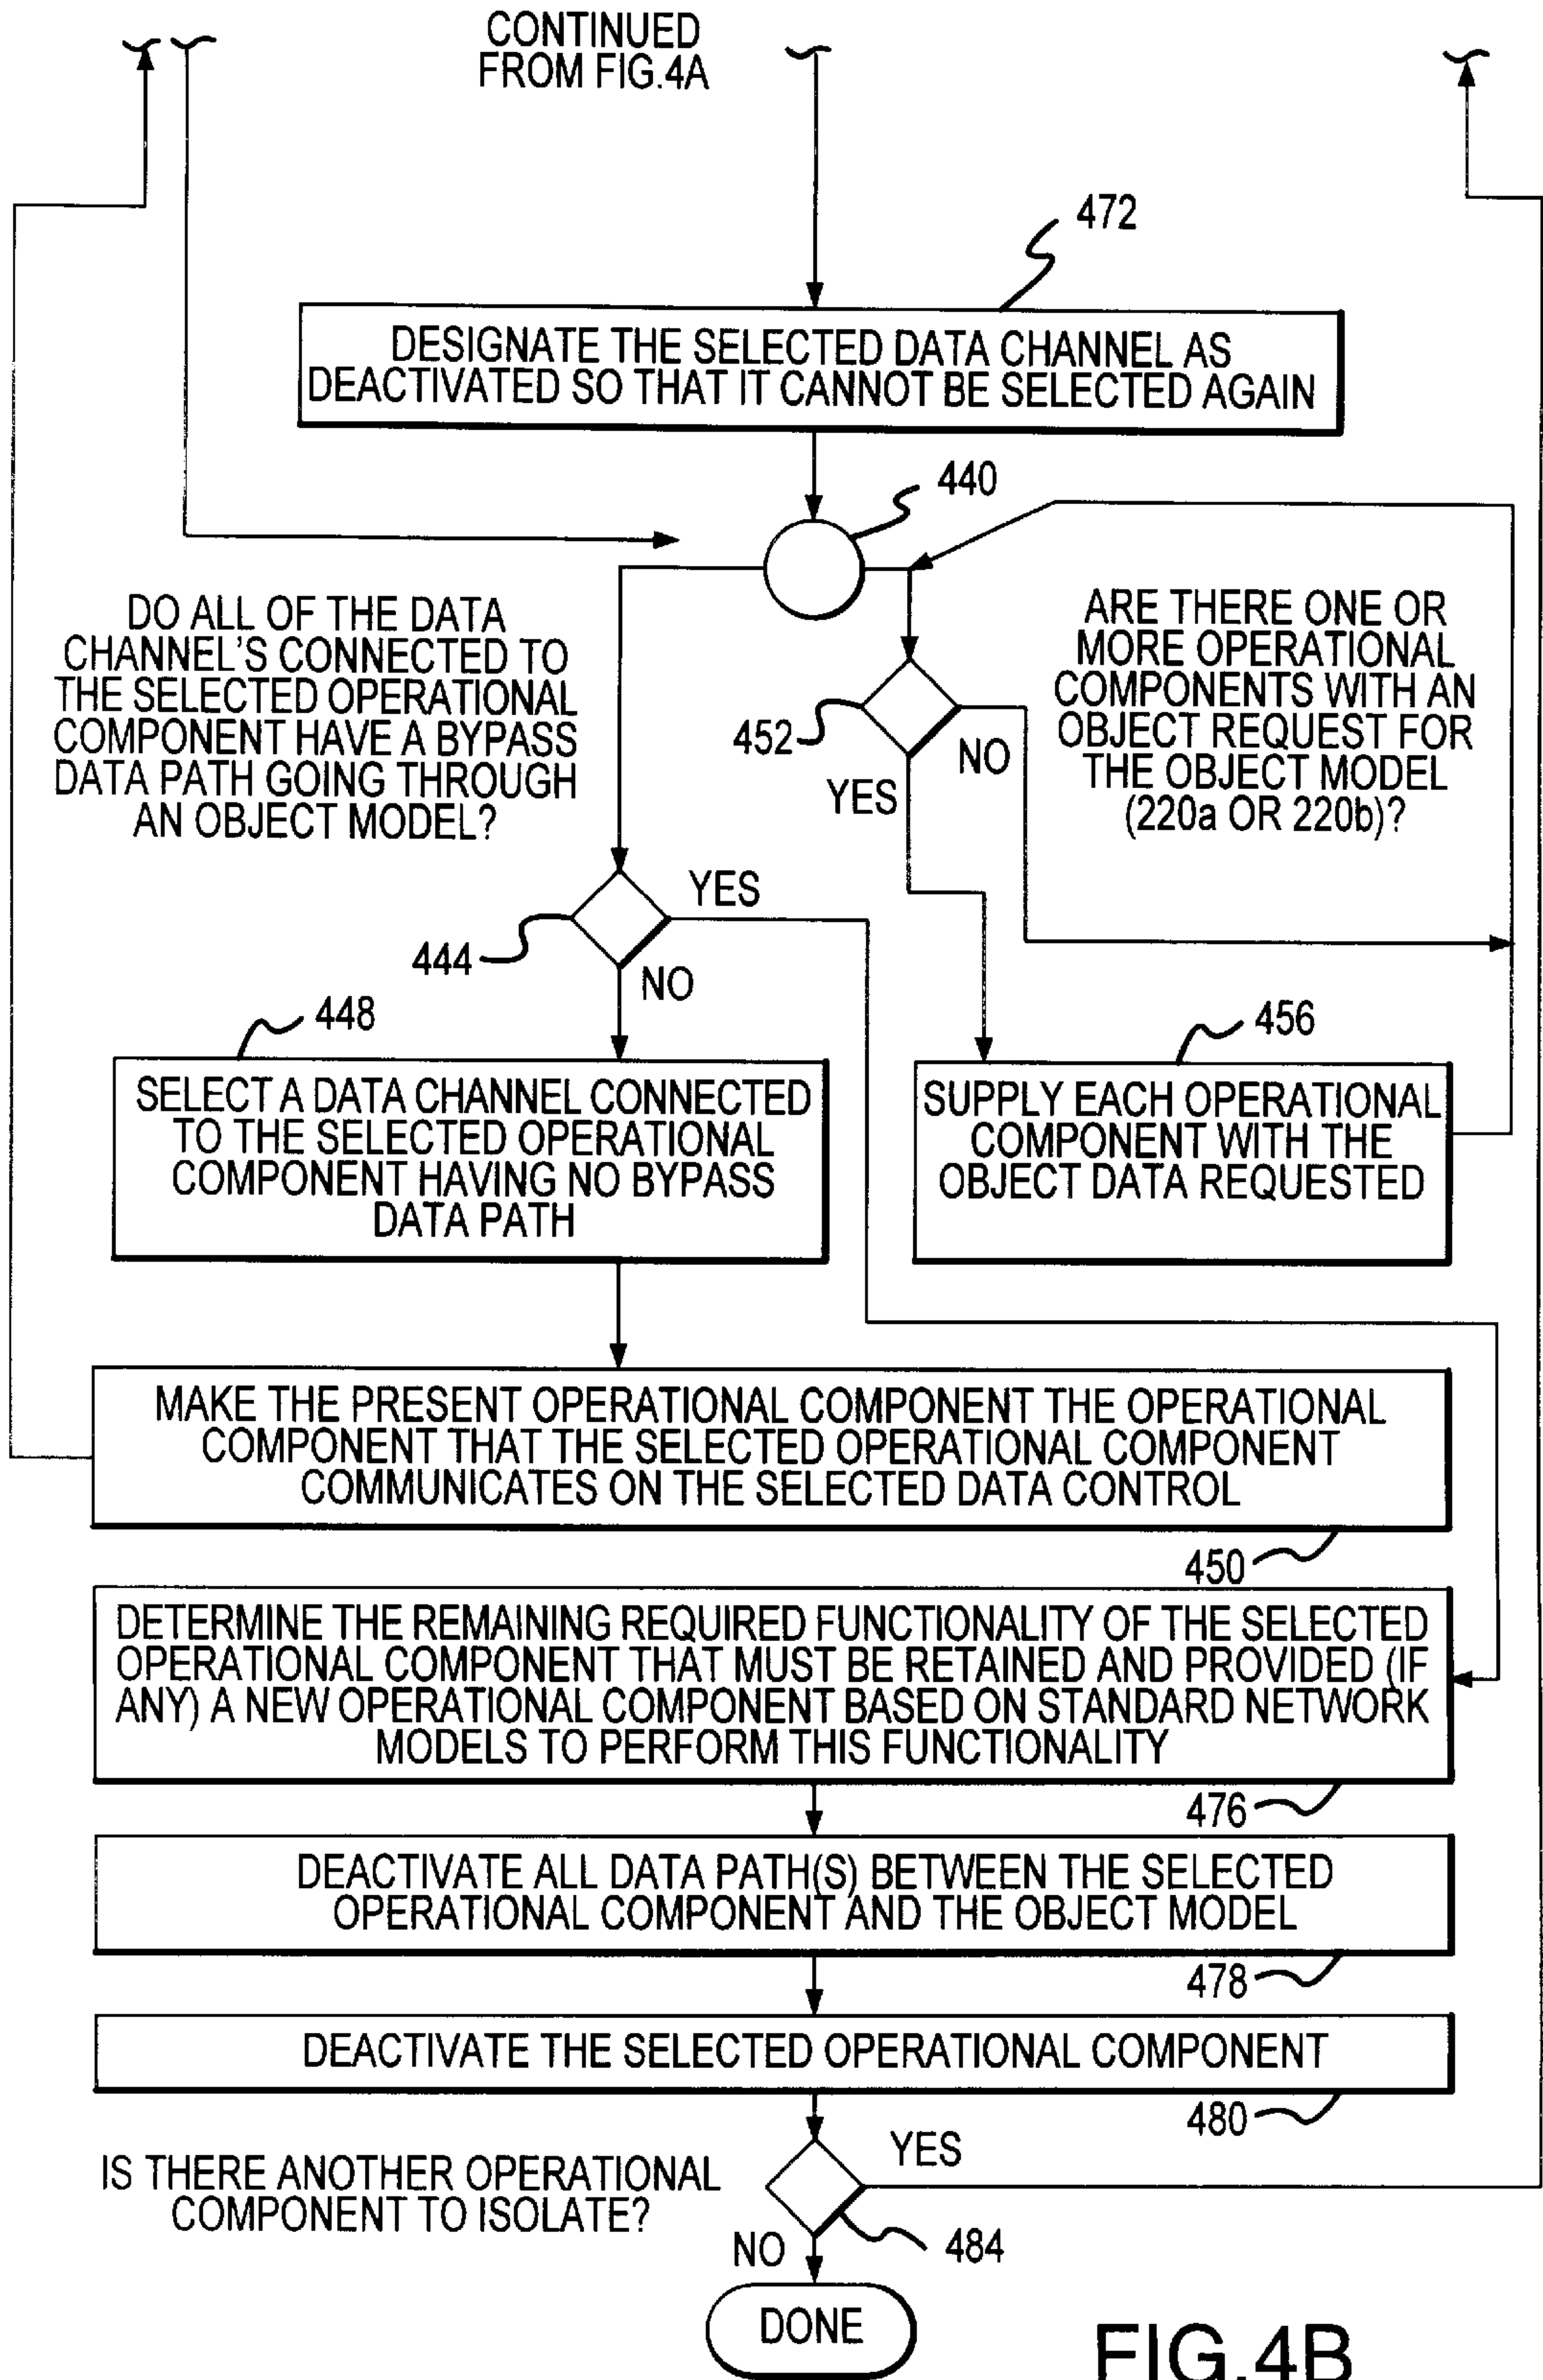 CONTINUED
FROM FIG.4A
472
DESIGNATE THE SELECTED DATA CHANNEL AS
DEACTIVATED SO THAT IT CANNOT BE SELECTED AGAIN
440
DO ALL OF THE DATA
CHANNEL'S CONNECTED TO
THE SELECTED OPERATIONAL
COMPONENT HAVE A BYPASS
DATA PATH GOING THROUGH
AN OBJECT MODEL?
ARE THERE ONE OR
MORE OPERATIONAL
COMPONENTS WITH AN
OBJECT REQUEST FOR
THE OBJECT MODEL
(220a OR 220b)?
452
NO
YES
YES
444
NO
448
SELECT A DATA CHANNEL CONNECTED
TO THE SELECTED OPERATIONAL
COMPONENT HAVING NO BYPASS
DATA PATH
456
SUPPLY EACH OPERATIONAL
COMPONENT WITH THE
OBJECT DATA REQUESTED
MAKE THE PRESENT OPERATIONAL COMPONENT THE OPERATIONAL
COMPONENT THAT THE SELECTED OPERATIONAL COMPONENT
COMMUNICATES ON THE SELECTED DATA CONTROL
450
DETERMINE THE REMAINING REQUIRED FUNCTIONALITY OF THE SELECTED
OPERATIONAL COMPONENT THAT MUST BE RETAINED AND PROVIDED (IF
ANY) A NEW OPERATIONAL COMPONENT BASED ON STANDARD NETWORK
MODELS TO PERFORM THIS FUNCTIONALITY
476
DEACTIVATE ALL DATA PATH(S) BETWEEN THE SELECTED
OPERATIONAL COMPONENT AND THE OBJECT MODEL
478
DEACTIVATE THE SELECTED OPERATIONAL COMPONENT
480
IS THERE ANOTHER OPERATIONAL
COMPONENT TO ISOLATE?
YES
484
NO
DONE
FIG.4B